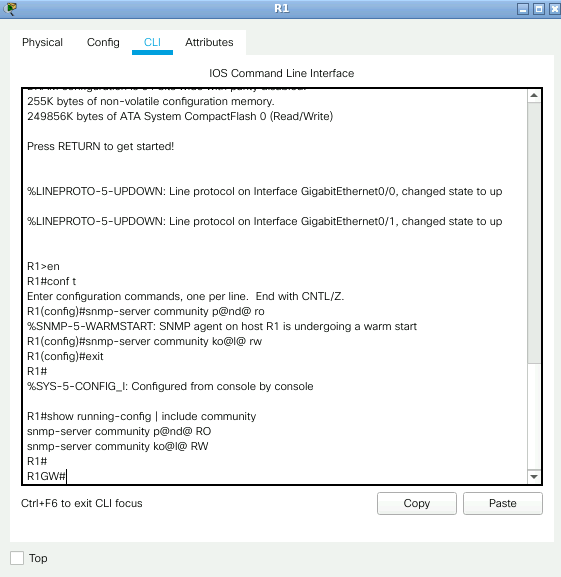 R1
Physical Config CLI Attributes
IOS Command Line Interface
255K bytes of non-volatile configuration memory.
249856K bytes of ATA System CompactFlash 0 (Read/Write)
Press RETURN to get started!
%LINEPROTO-5-UPDOWN: Line protocol on Interface GigabitEthernet0/0, changed state to up
%LINEPROTO-5-UPDOWN: Line protocol on Interface GigabitEthernet0/1, changed state to up
R1>en
R1#conf t
Enter configuration commands, one per line. End with CNTL/Z.
R1(config)#snmp-server community p@nd@ ro
%SNMP-5-WARMSTART: SNMP agent on host R1 is undergoing a warm start
R1(config)#snmp-server community ko@l@ rw
R1(config)#exit
R1#
%SYS-5-CONFIG_I: Configured from console by console
R1#show running-config | include community
snmp-server community p@nd@ RO
snmp-server community ko@l@ RW
R1#
R1GW#
Ctrl+F6 to exit CLI focus
Copy Paste
Top